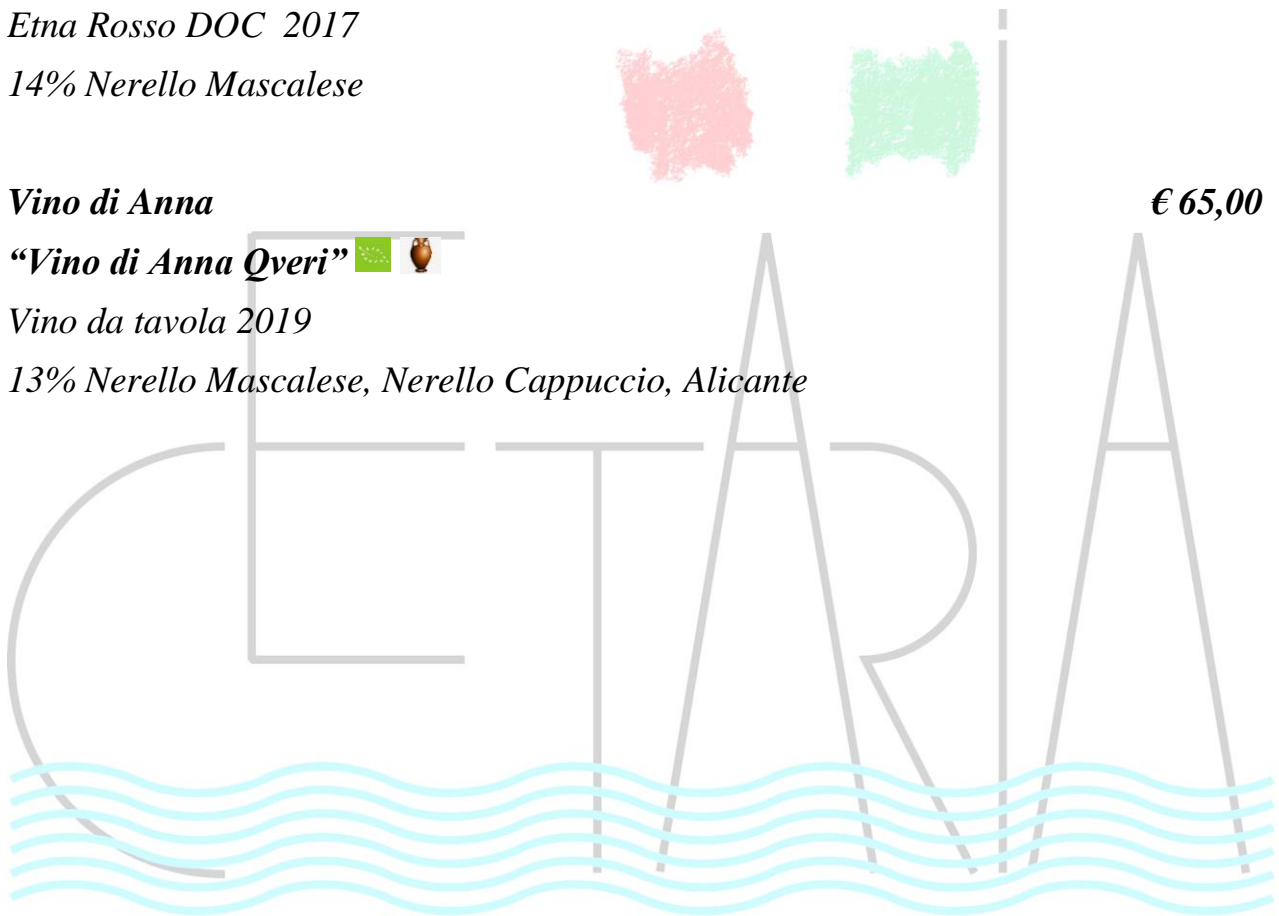 Etna Rosso DOC 2017
14% Nerello Mascalese
Vino di Anna € 65,00
“Vino di Anna Qveri”
Vino da tavola 2019
13% Nerello Mascalese, Nerello Cappuccio, Alicante
CETARIA